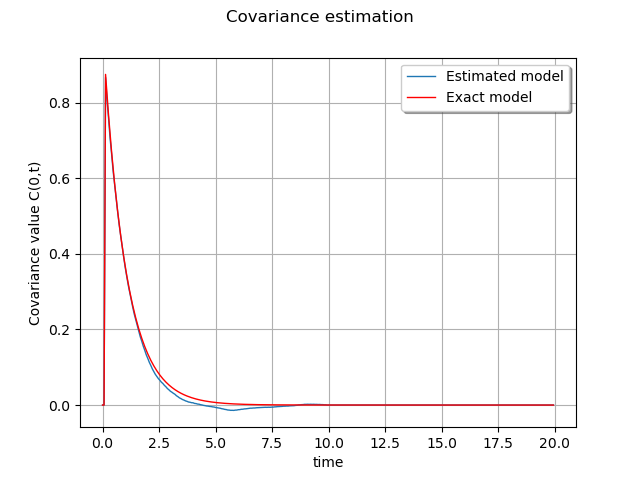 Covariance estimation
Estimated model
Exact model
Covariance value C(0,t)
0.8
0.6
0.4
0.2
0.0
0.0 2.5 5.0 7.5 10.0 12.5 15.0 17.5 20.0
time